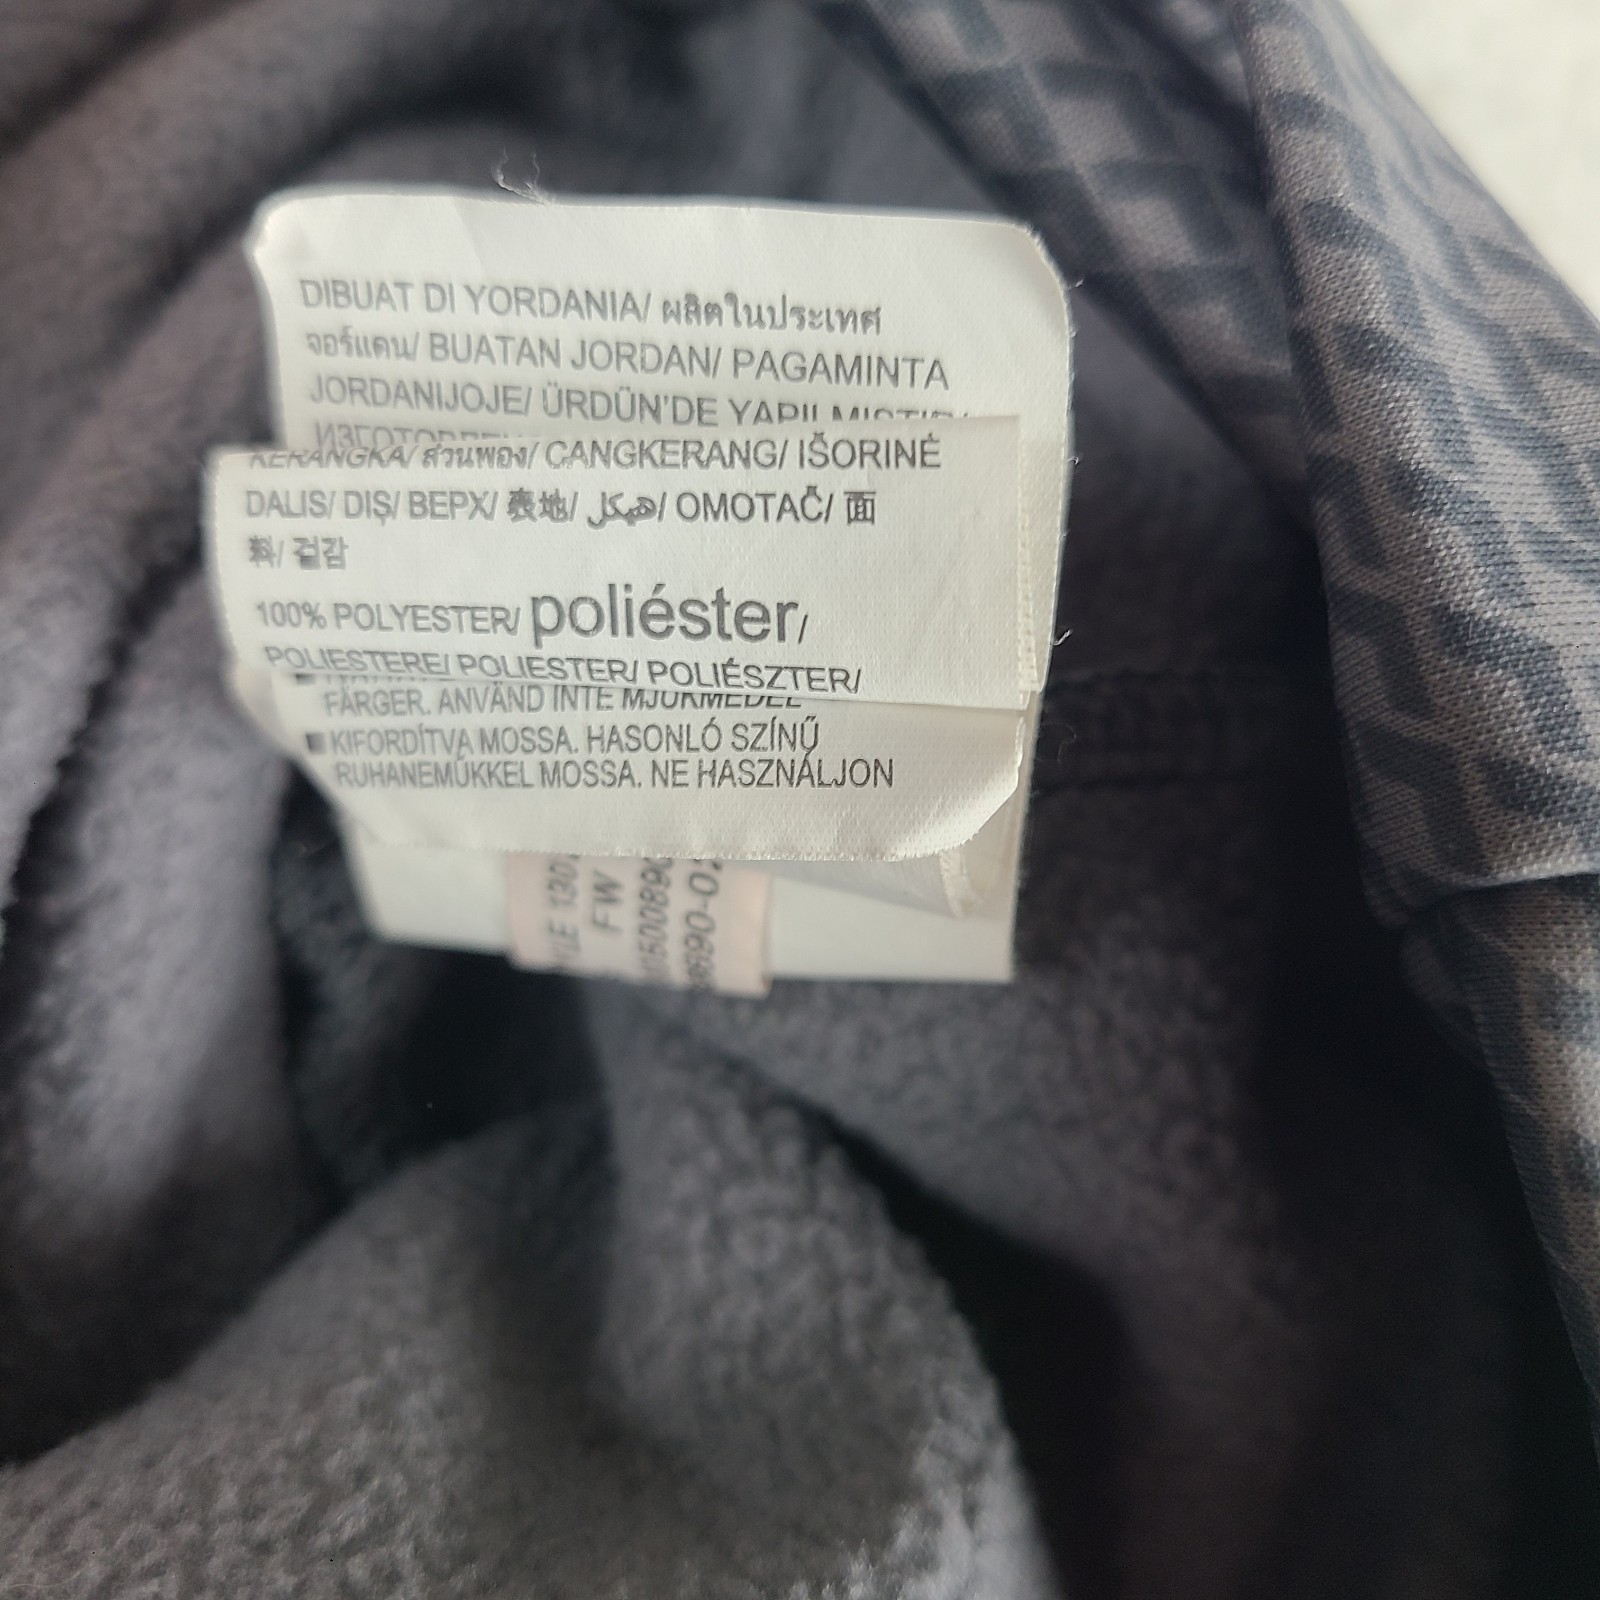 DIBUAT DI YORDANIA/ ผลิตในประเทศ
จอร์แดน/ BUATAN JORDAN/ PAGAMINTA
JORDANIJOJE/ ÜRDÜN'DE YAPILMIŞTIR/
KERANGKA/ ส่วนพอง/ CANGKERANG/ IŠORINĖ
DALIS/ DIŞ/ ВЕРХ/ 表地/ هيكل/ OMOTAČ/ 面
料/ 겉감
100% POLYESTER/ poliéster/
POLIESTERE/ POLIESTER/ POLIÉSZTER/
FÄRGER. ANVÄND INTE MJUKMEDEL
■ KIFORDÍTVA MOSSA. HASONLÓ SZÍNŰ
RUHANEMŰKKEL MOSSA. NE HASZNÁLJON
FW